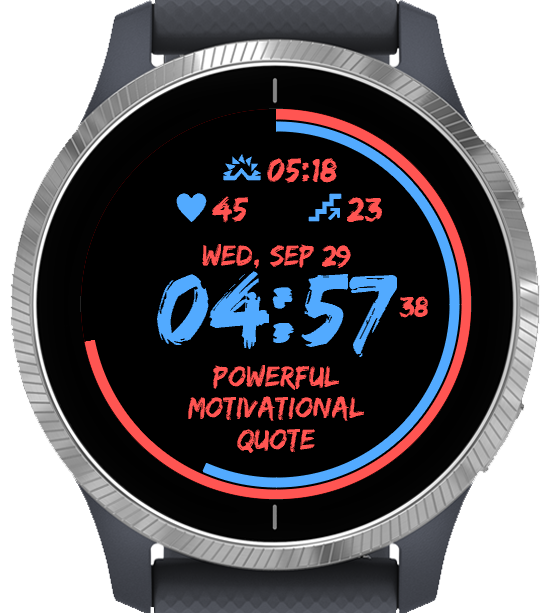 05:18
45 23
WED, SEP 29
04:57 38
POWERFUL
MOTIVATIONAL
QUOTE